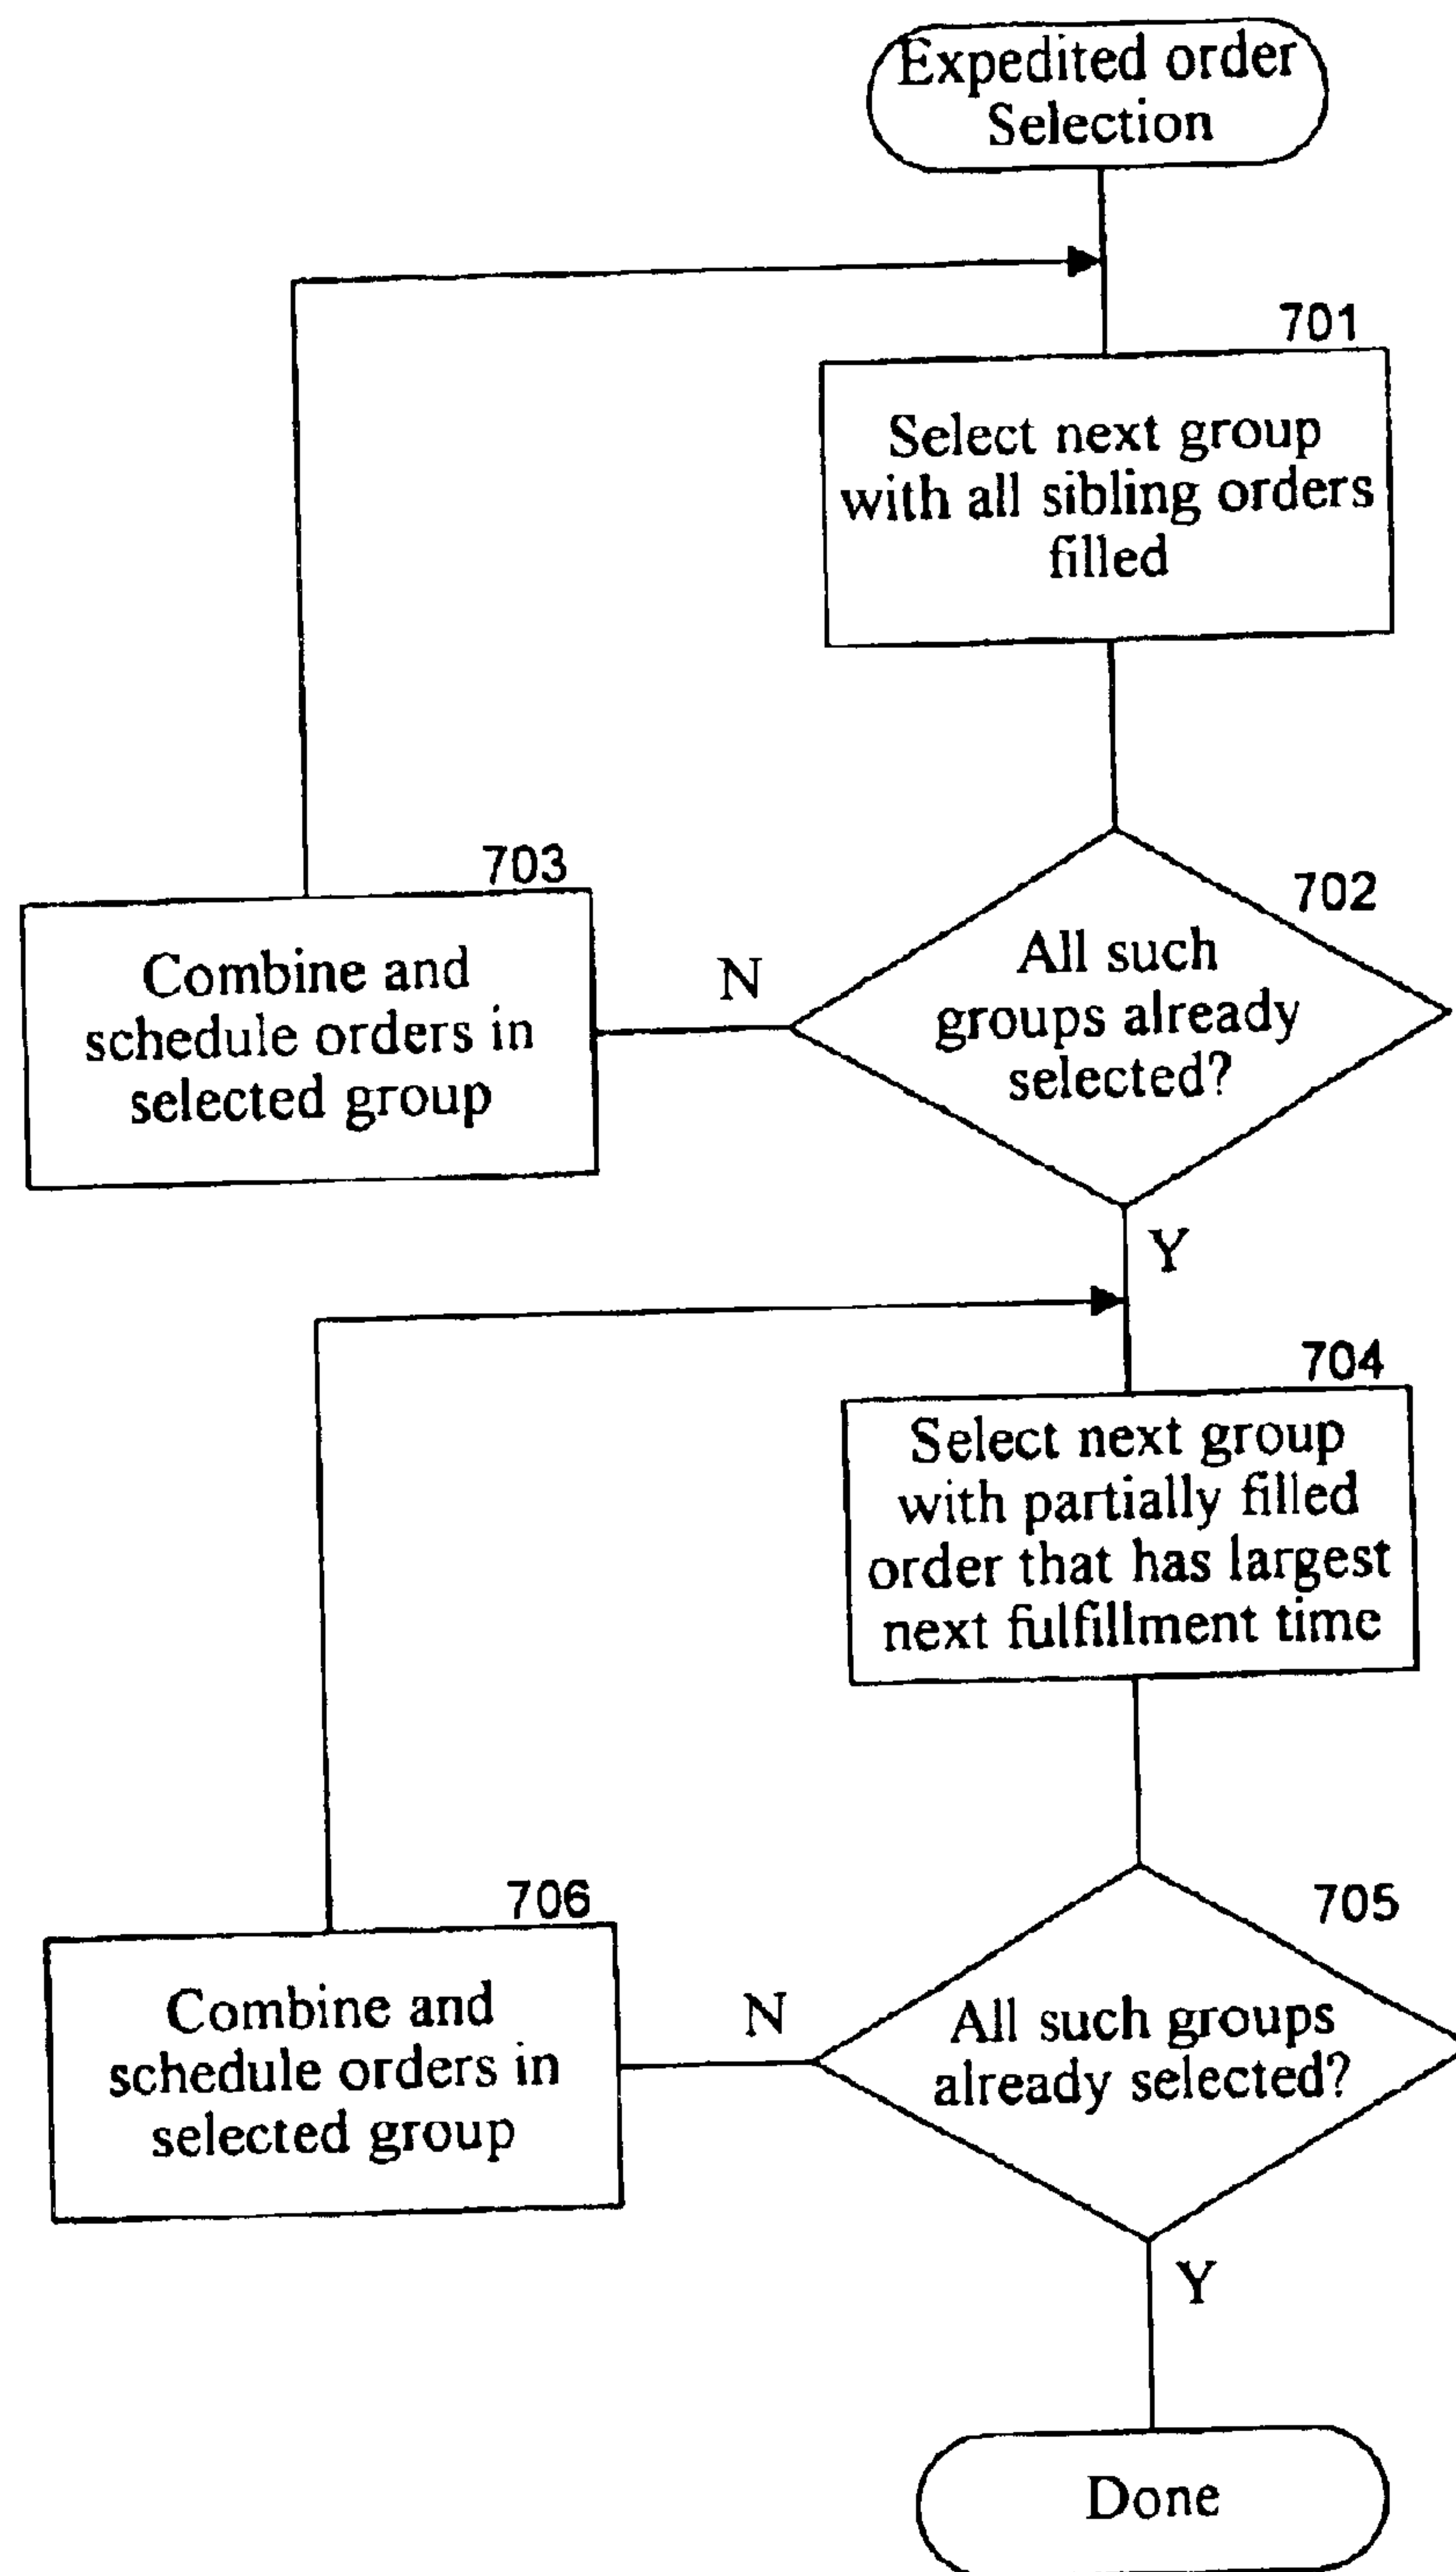 Expedited order
Selection
701
Select next group
with all sibling orders
filled
702
All such
groups already
selected?
N
703
Combine and
schedule orders in
selected group
Y
704
Select next group
with partially filled
order that has largest
next fulfillment time
705
All such groups
already selected?
N
706
Combine and
schedule orders in
selected group
Y
Done